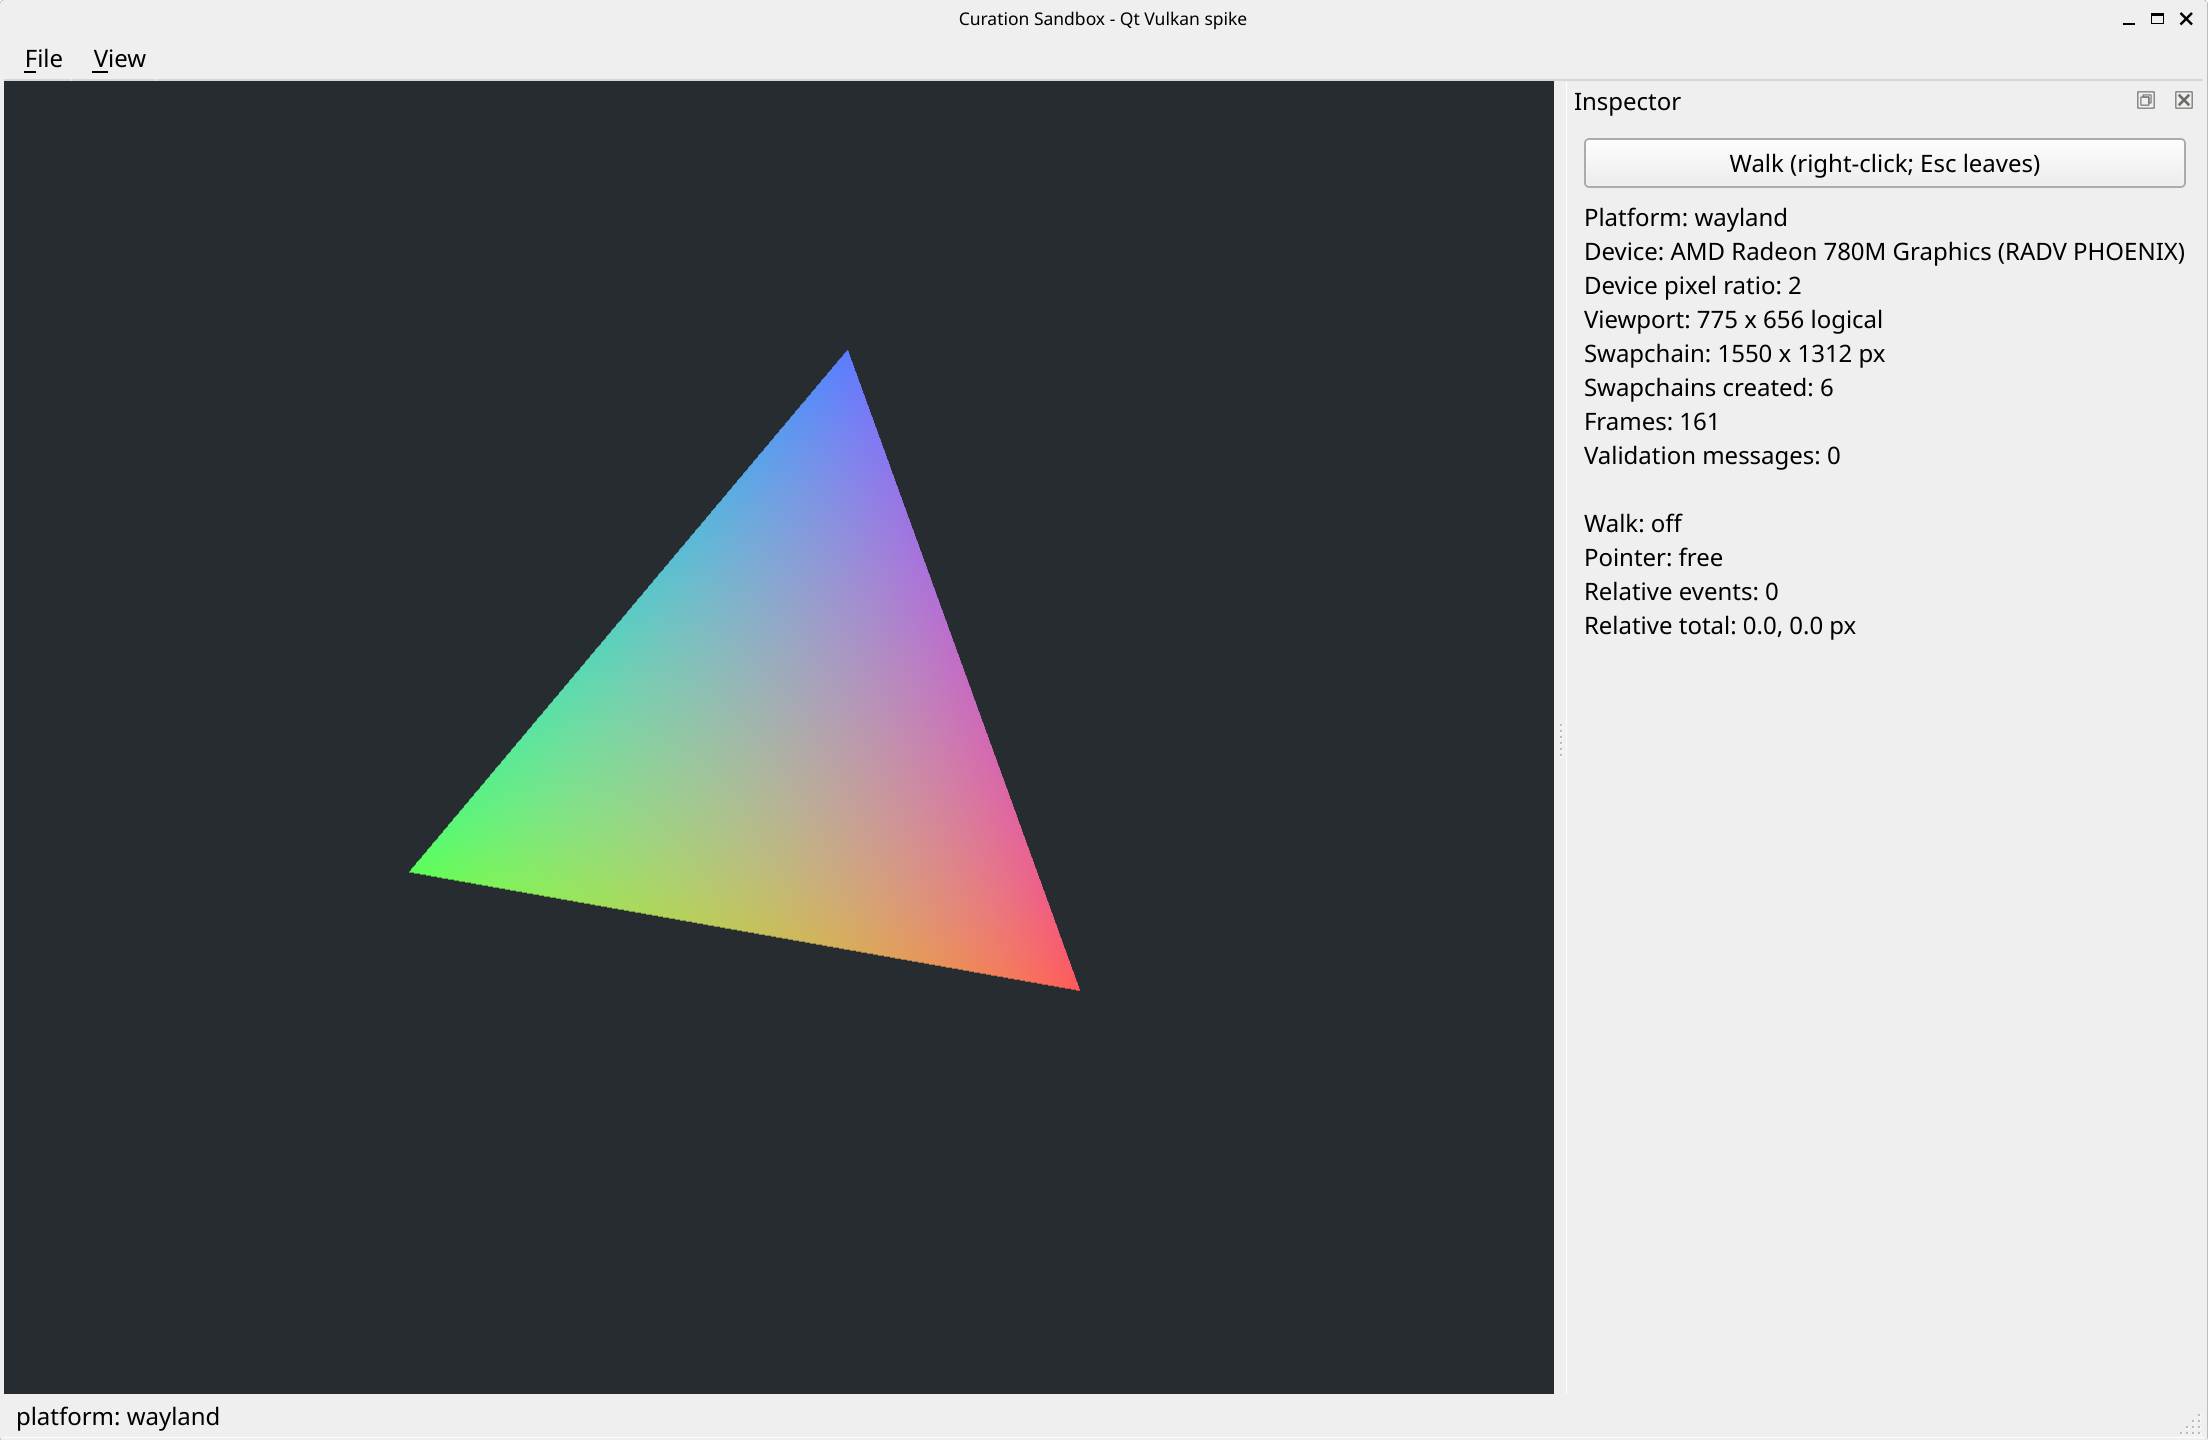 Curation Sandbox - Qt Vulkan spike
File View
Inspector
Walk (right-click; Esc leaves)
Platform: wayland
Device: AMD Radeon 780M Graphics (RADV PHOENIX)
Device pixel ratio: 2
Viewport: 775 x 656 logical
Swapchain: 1550 x 1312 px
Swapchains created: 6
Frames: 161
Validation messages: 0
Walk: off
Pointer: free
Relative events: 0
Relative total: 0.0, 0.0 px
platform: wayland